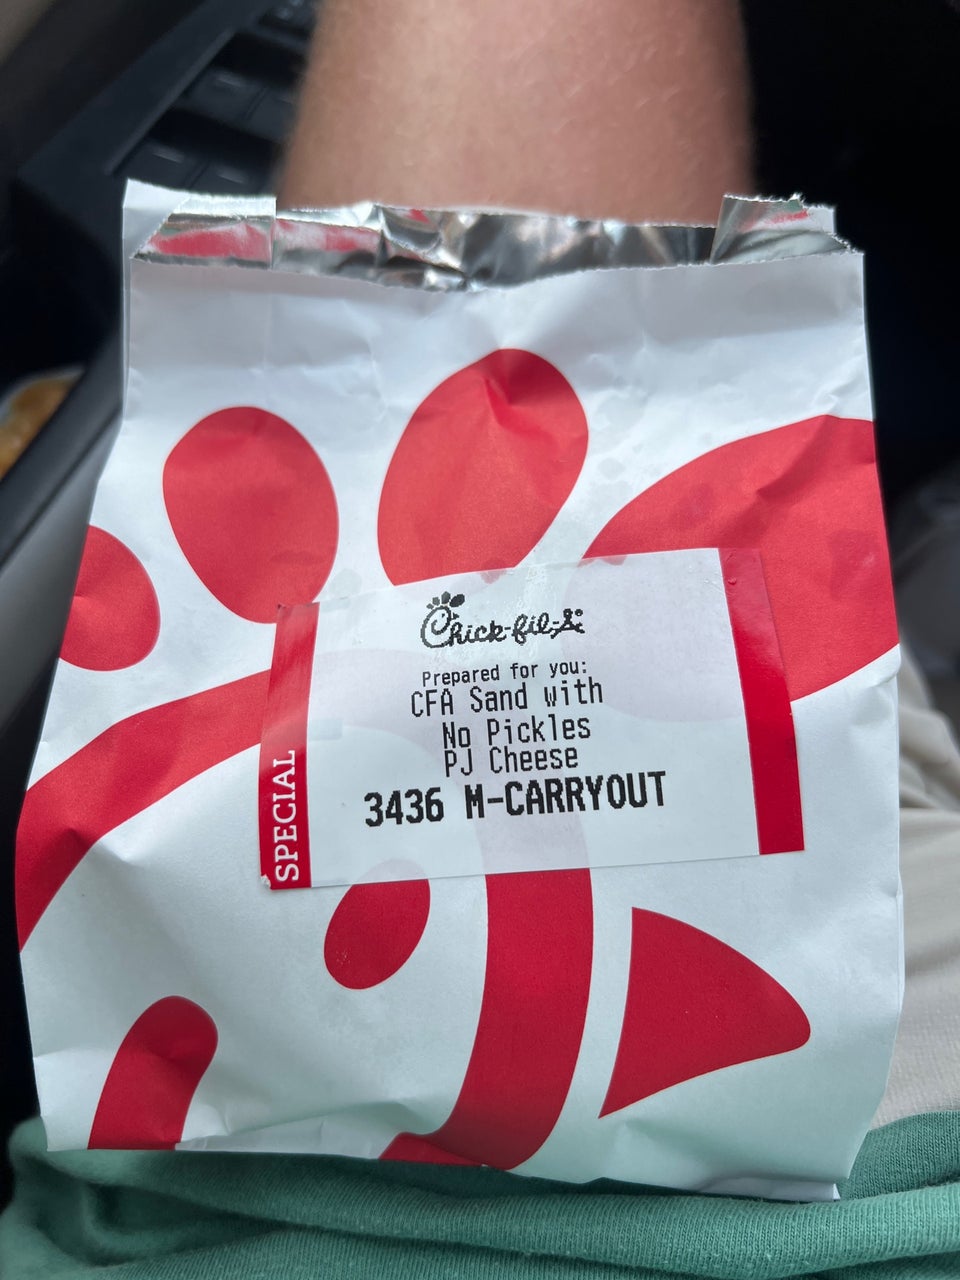 Chick-fil-A
Prepared for you:
CFA Sand with
No Pickles
PJ Cheese
3436 M-CARRYOUT
SPECIAL